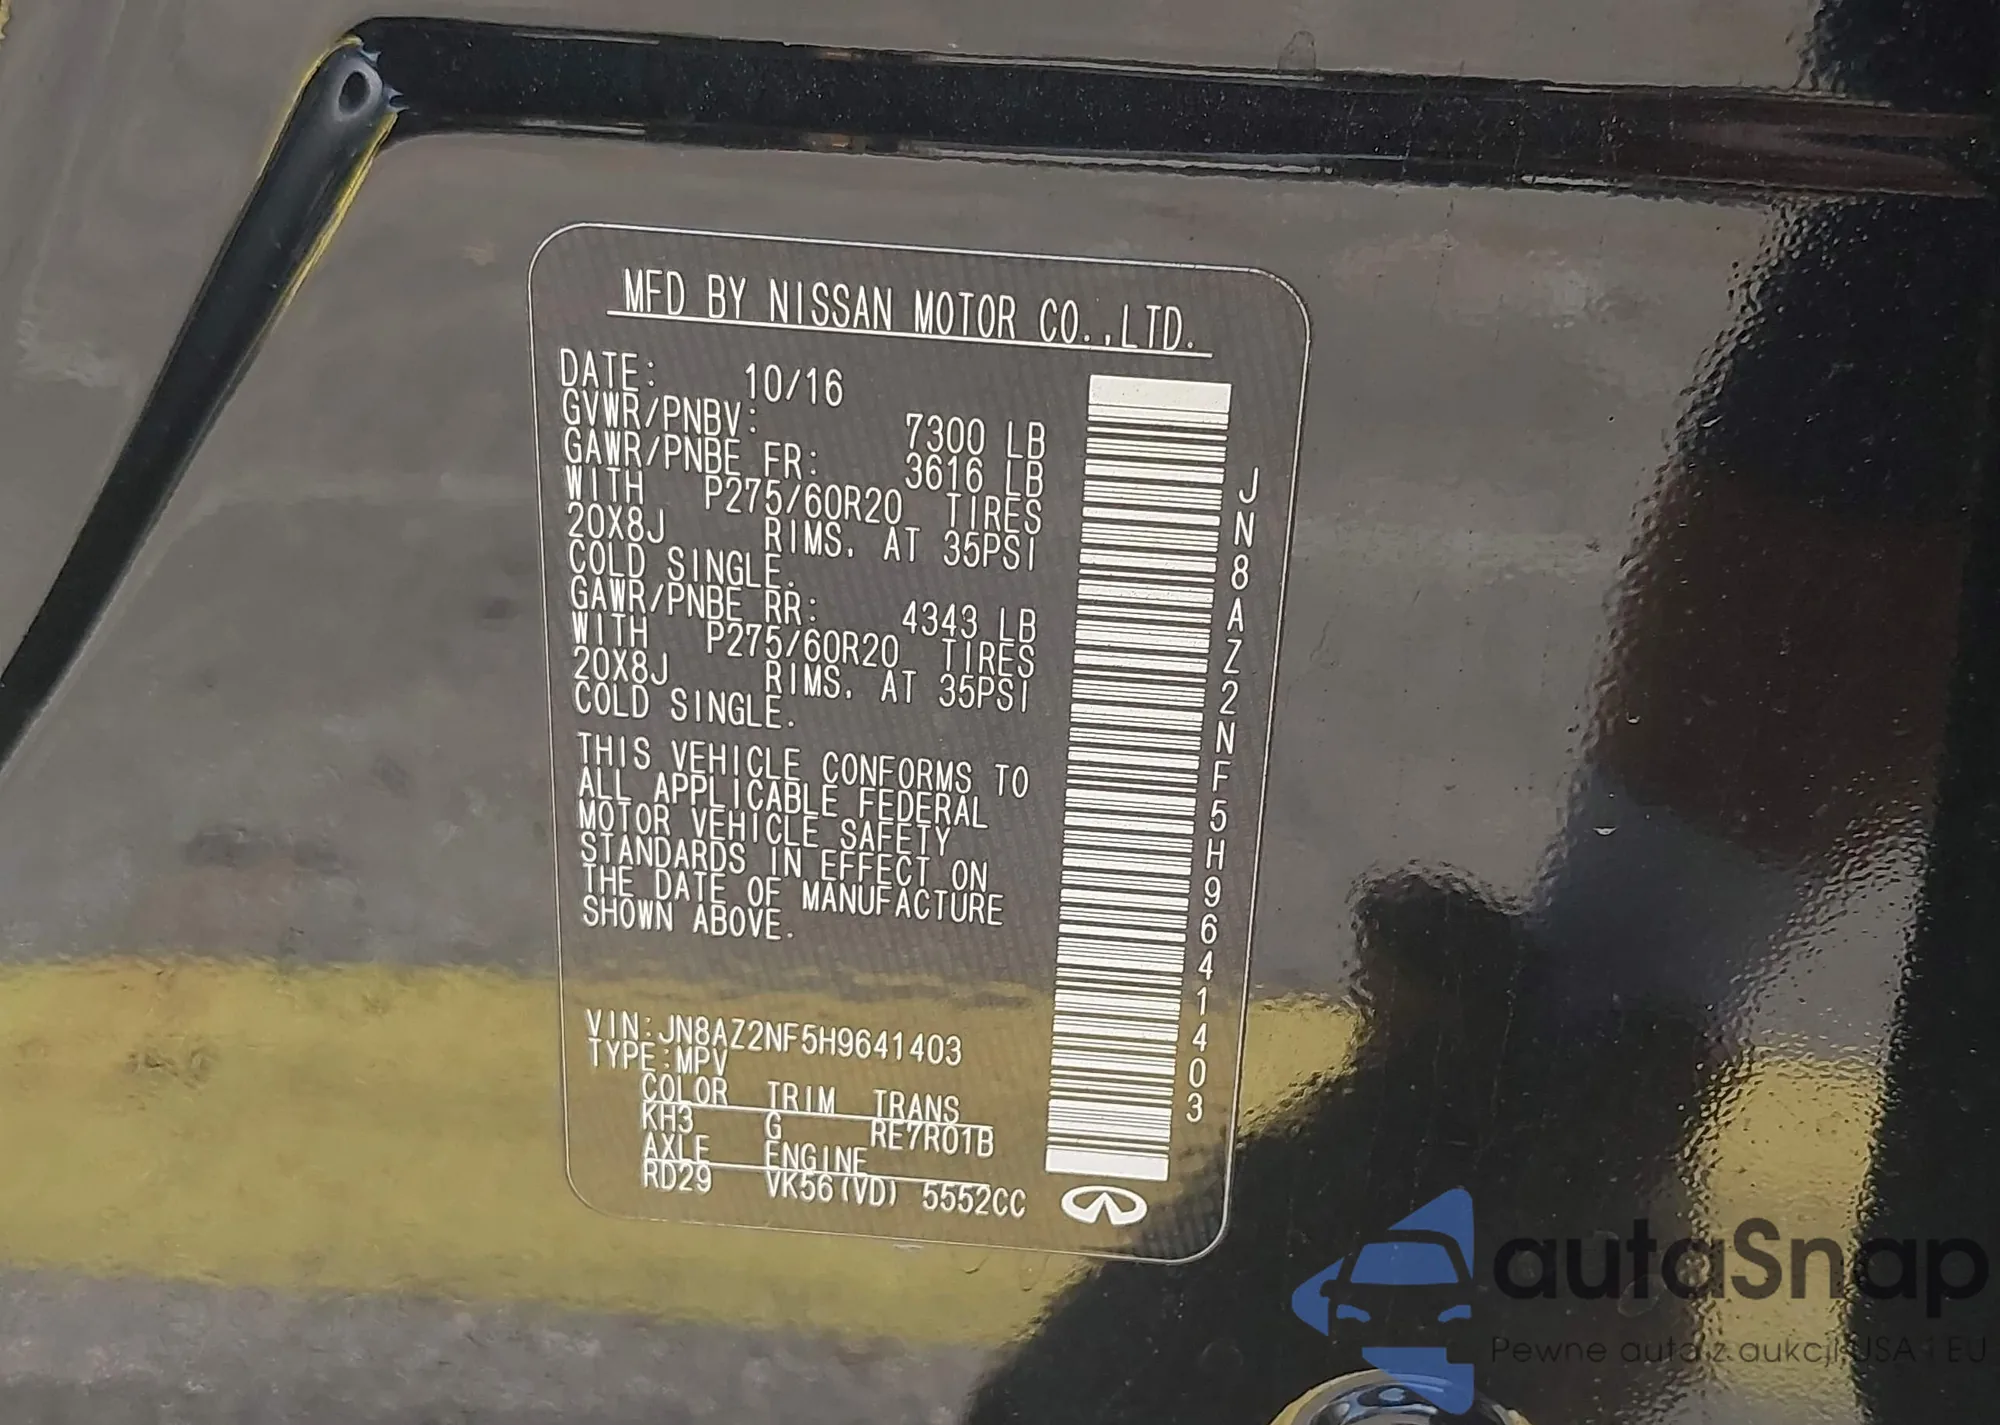 MFD BY NISSAN MOTOR CO.,LTD.
DATE: 10/16
GVWR/PNBV: 7300 LB
GAWR/PNBE FR: 3616 LB
WITH P275/60R20 TIRES
20X8J RIMS. AT 35PSI
COLD SINGLE.
GAWR/PNBE RR: 4343 LB
WITH P275/60R20 TIRES
20X8J RIMS. AT 35PSI
COLD SINGLE.
THIS VEHICLE CONFORMS TO
ALL APPLICABLE FEDERAL
MOTOR VEHICLE SAFETY
STANDARDS IN EFFECT ON
THE DATE OF MANUFACTURE
SHOWN ABOVE.
VIN:JN8AZ2NF5H9641403
TYPE:MPV
COLOR TRIM TRANS
KH3 G RE7R01B
AXLE ENGINE
RD29 VK56(VD) 5552CC
JN8AZ2NF5H9641403
autaSnap
Pewne auta z aukcji USA i EU